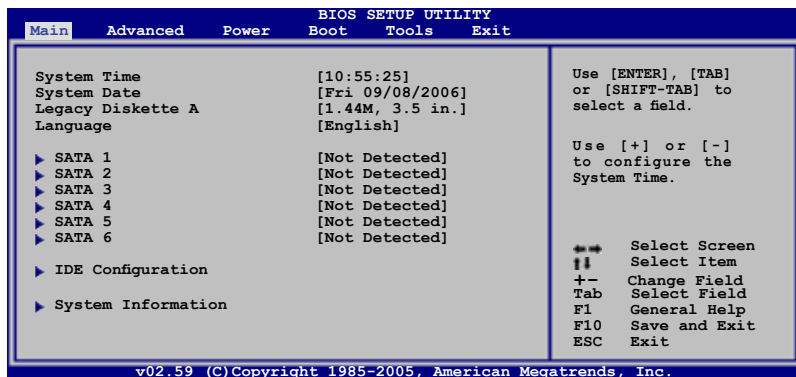 BIOS SETUP UTILITY
Main Advanced Power Boot Tools Exit
System Time [10:55:25]
System Date [Fri 09/08/2006]
Legacy Diskette A [1.44M, 3.5 in.]
Language [English]
SATA 1 [Not Detected]
SATA 2 [Not Detected]
SATA 3 [Not Detected]
SATA 4 [Not Detected]
SATA 5 [Not Detected]
SATA 6 [Not Detected]
IDE Configuration
System Information
Use [ENTER], [TAB]
or [SHIFT-TAB] to
select a field.
Use [+] or [-]
to configure the
System Time.
Select Screen
Select Item
+- Change Field
Tab Select Field
F1 General Help
F10 Save and Exit
ESC Exit
v02.59 (C)Copyright 1985-2005, American Megatrends, Inc.